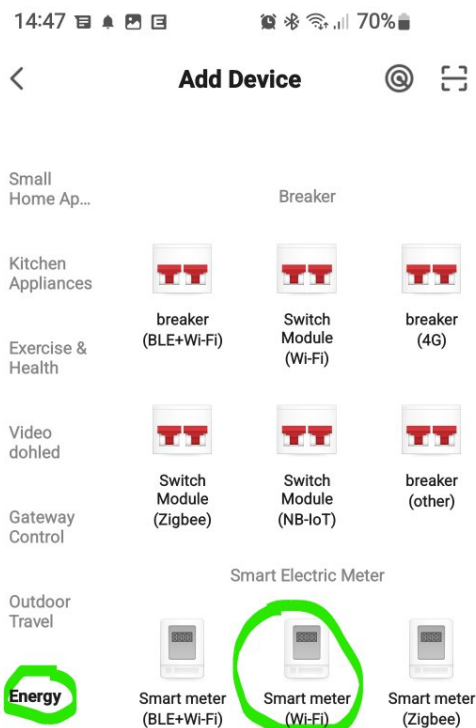 14:47 70%
Add Device
Small
Home Ap...
Kitchen
Appliances
Exercise &
Health
Video
dohled
Gateway
Control
Outdoor
Travel
Energy
Breaker
breaker
(BLE+Wi-Fi)
Switch
Module
(Wi-Fi)
breaker
(4G)
Switch
Module
(Zigbee)
Switch
Module
(NB-IoT)
breaker
(other)
Smart Electric Meter
Smart meter
(BLE+Wi-Fi)
Smart meter
(Wi-Fi)
Smart meter
(Zigbee)